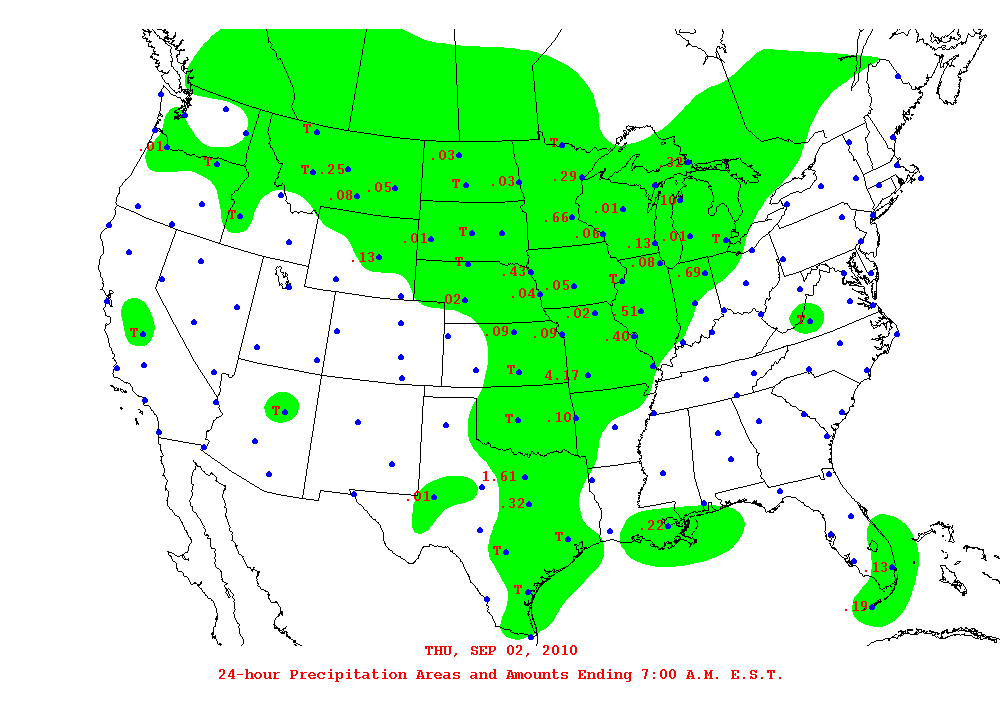 T
.03
T
.01
T
.32
T
.25
.29
.08
.05
T
.03
.10
T
.66
.01
.06
.01
T
.13
.01
T
.13
T
.08
.43
T
.69
.05
.02
.04
.02
.51
T
T
.09
.09
.40
T
4.17
T
T
.10
1.61
.01
.32
.22
T
T
.13
T
.19
THU, SEP 02, 2010
24-hour Precipitation Areas and Amounts Ending 7:00 A.M. E.S.T.